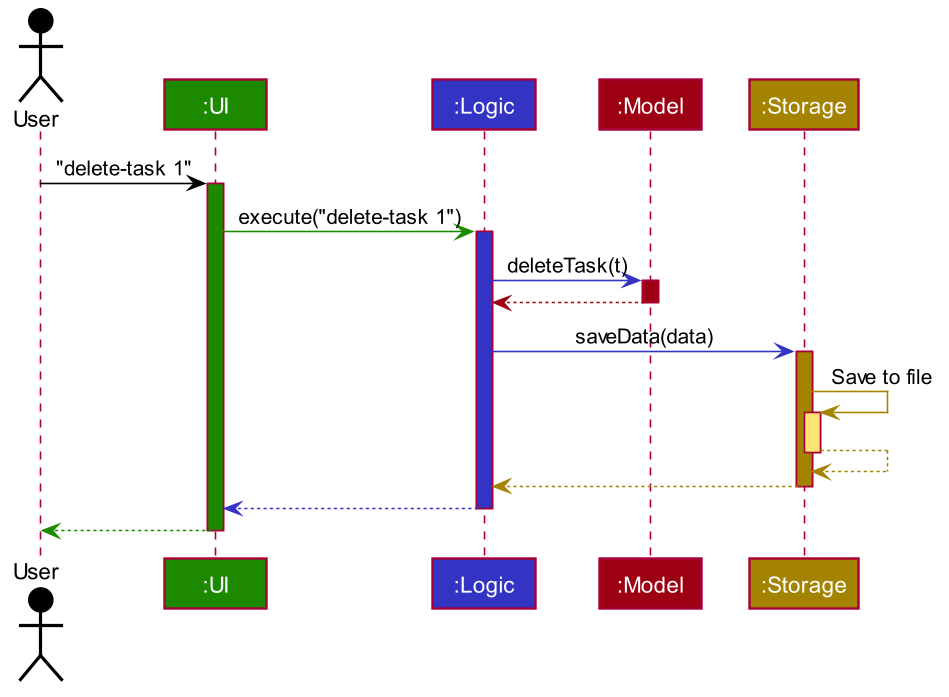 User
:UI
:Logic
:Model
:Storage
"delete-task 1"
execute("delete-task 1")
deleteTask(t)
saveData(data)
Save to file
User
:UI
:Logic
:Model
:Storage